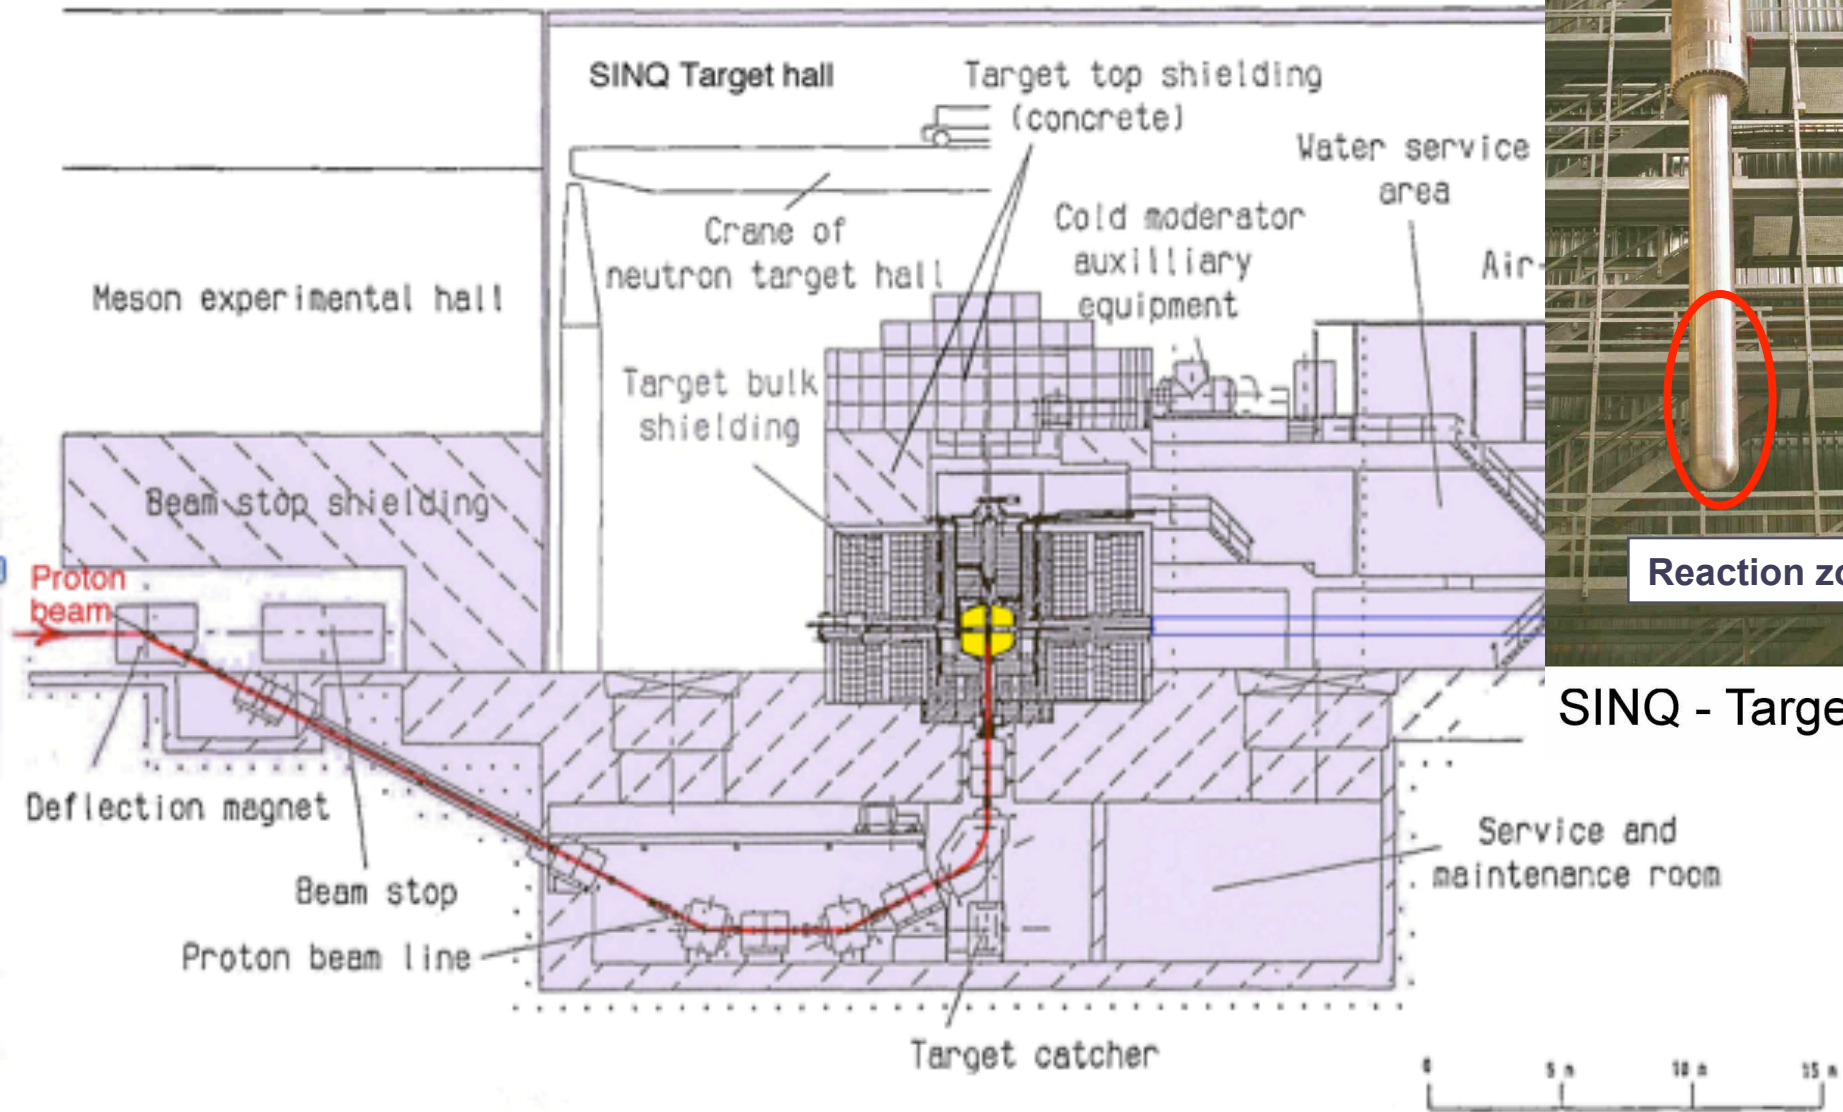 SINQ Target hall
Target top shielding
(concrete)
Water service
area
Crane of
neutron target hall
Cold moderator
auxilliary
equipment
Air-
Meson experimental hall
Target bulk
shielding
Beam stop shielding
Proton
beam
Reaction zo
SINQ - Targe
Deflection magnet
Beam stop
Proton beam line
Service and
maintenance room
Target catcher
0 5 m 10 m 15 m